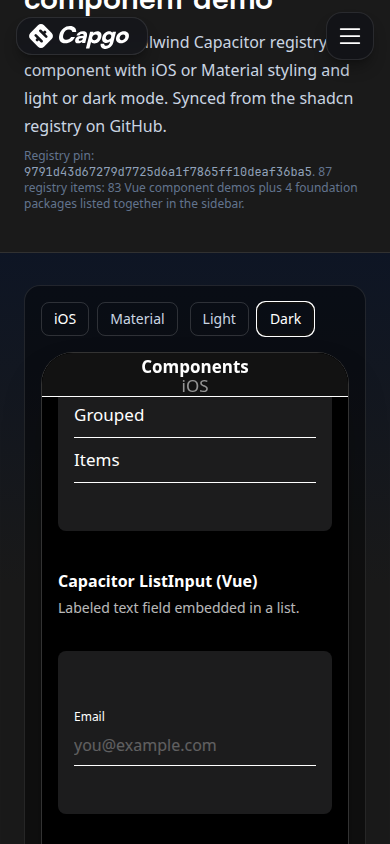 component demo
Capgo
lwind Capacitor registry
component with iOS or Material styling and
light or dark mode. Synced from the shadcn
registry on GitHub.
Registry pin:
9791d43d67279d7725d6a1f7865ff10deaf36ba5. 87
registry items: 83 Vue component demos plus 4 foundation
packages listed together in the sidebar.
iOS
Material
Light
Dark
Components
iOS
Grouped
Items
Capacitor ListInput (Vue)
Labeled text field embedded in a list.
Email
you@example.com